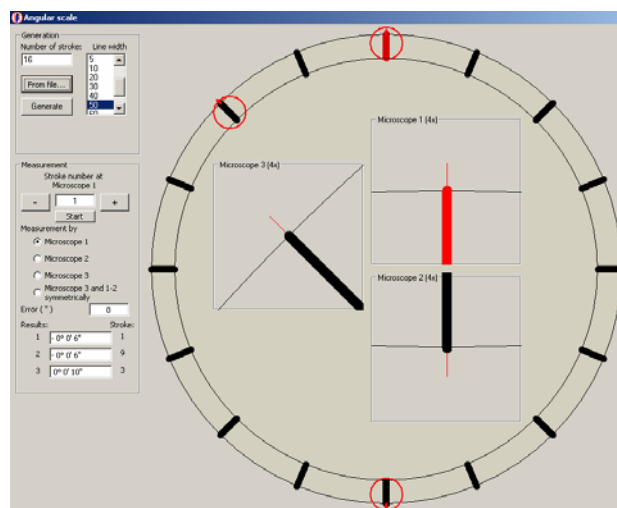 Angular scale
Generation
Number of stroke: Line width
16
5
10
20
30
40
50
From file...
Generate
Measurement
Stroke number at
Microscope 1
- 1 +
Start
Measurement by
Microscope 1
Microscope 2
Microscope 3
Microscope 3 and 1-2
symmetrically
Error ( " ) 0
Results: Stroke:
1 - 0° 0' 6" 1
2 - 0° 0' 6" 9
3 0° 0' 10" 3
Microscope 1 (4x)
Microscope 3 (4x)
Microscope 2 (4x)